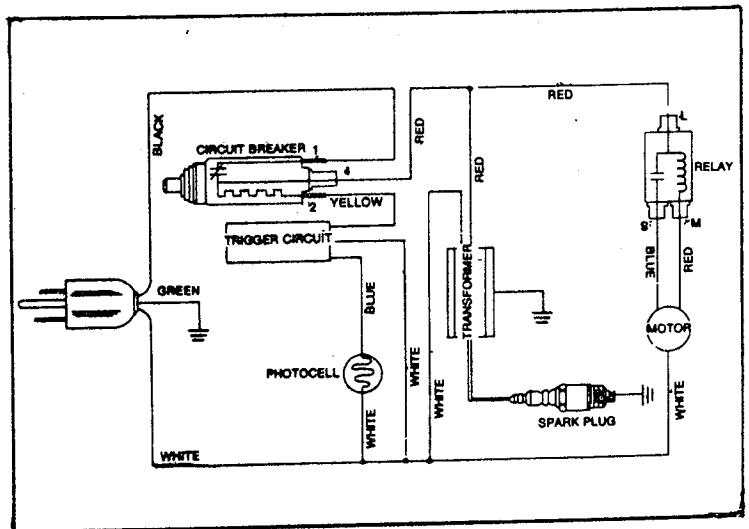 RED
BLACK
CIRCUIT BREAKER
1
RED
L
4
RELAY
RED
2
YELLOW
S
M
TRIGGER CIRCUIT
BLUE
RED
TRANSFORMER
GREEN
BLUE
MOTOR
PHOTOCELL
WHITE
WHITE
WHITE
WHITE
SPARK PLUG
WHITE